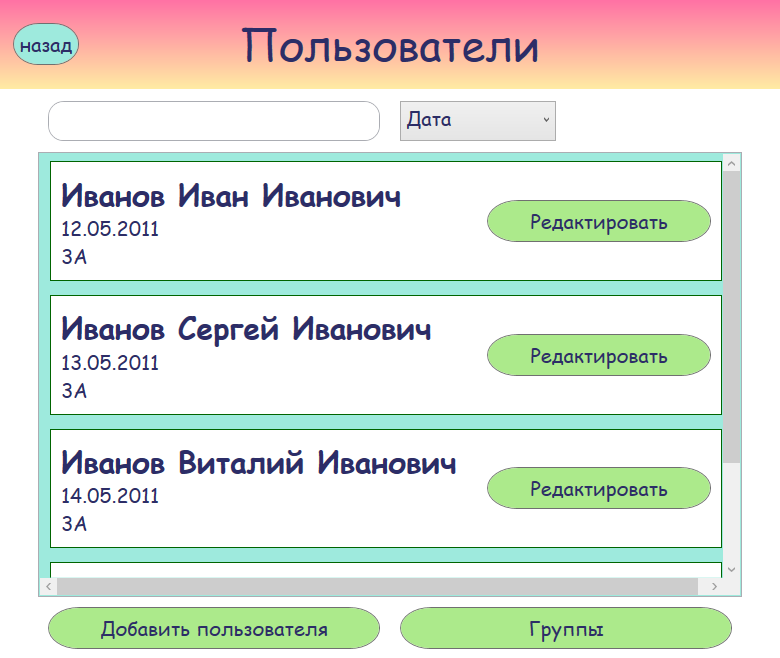 назад
Пользователи
Дата
Иванов Иван Иванович
12.05.2011
3А
Редактировать
Иванов Сергей Иванович
13.05.2011
3А
Редактировать
Иванов Виталий Иванович
14.05.2011
3А
Редактировать
Добавить пользователя
Группы